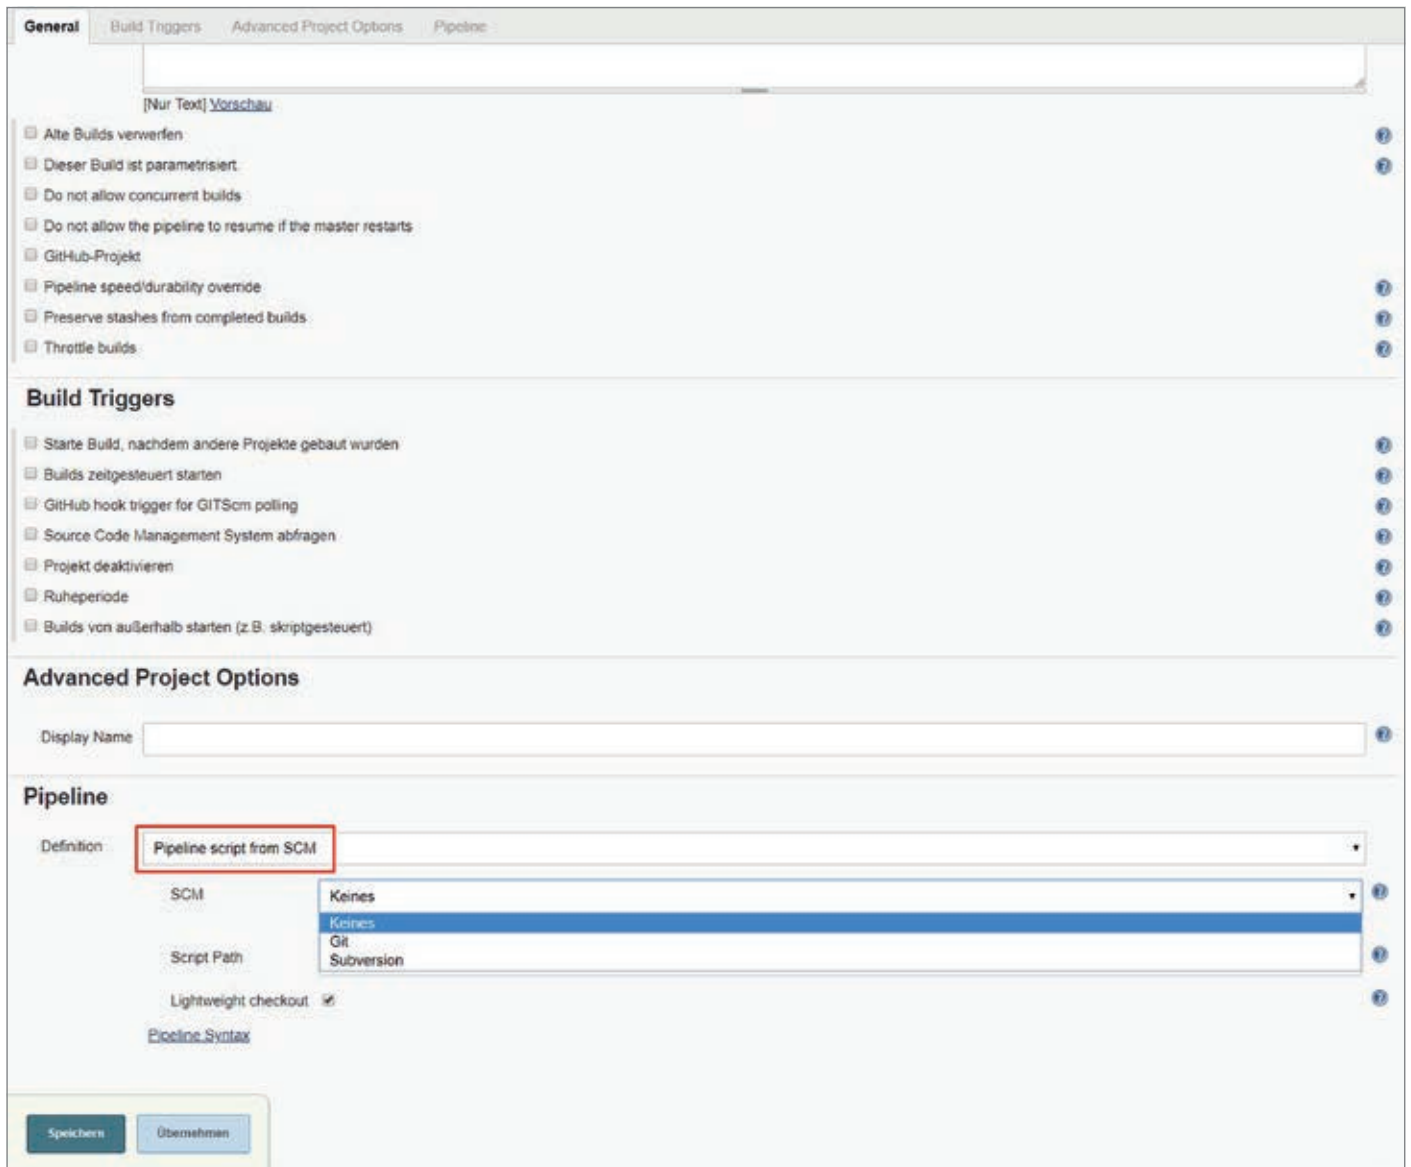 General Build Triggers Advanced Project Options Pipeline
[Nur Text] Vorschau
Alte Builds verwerfen
Dieser Build ist parametrisiert
Do not allow concurrent builds
Do not allow the pipeline to resume if the master restarts
GitHub-Projekt
Pipeline speed/durability override
Preserve stashes from completed builds
Throttle builds
Build Triggers
Starte Build, nachdem andere Projekte gebaut wurden
Builds zeitgesteuert starten
GitHub hook trigger for GITScm polling
Source Code Management System abfragen
Projekt deaktivieren
Ruheperiode
Builds von außerhalb starten (z.B. skriptgesteuert)
Advanced Project Options
Display Name
Pipeline
Definition Pipeline script from SCM
SCM Keines
Keines
Git
Script Path Subversion
Lightweight checkout
Pipeline Syntax
Speichern Übernehmen